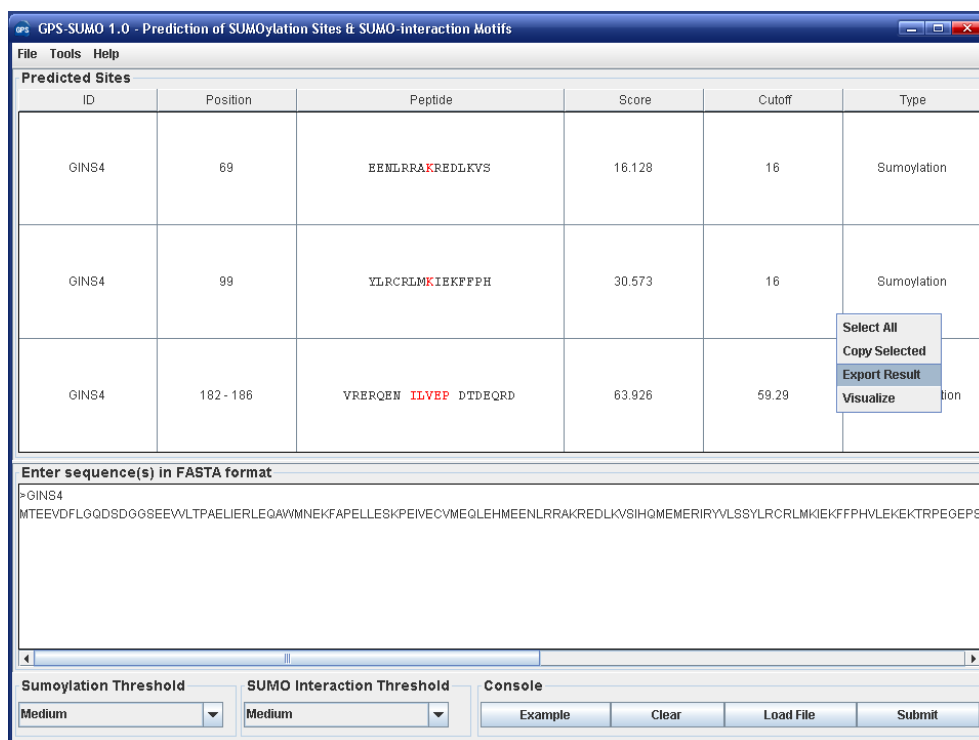 GPS GPS-SUMO 1.0 - Prediction of SUMOylation Sites & SUMO-interaction Motifs
File Tools Help
Predicted Sites
ID Position Peptide Score Cutoff Type
GINS4 69 EENLRRAKREDLKVS 16.128 16 Sumoylation
GINS4 99 YLRCRLMKIEKFFPH 30.573 16 Sumoylation
Select All
Copy Selected
Export Result
Visualize
GINS4 182 - 186 VRERQEN ILVEP DTDEQRD 63.926 59.29 tion
Enter sequence(s) in FASTA format
>GINS4
MTEEVDFLGQDSDGGSEEVVLTPAELIERLEQAWMNEKFAPELLESKPEIVECVMEQLEHMEENLRRAKREDLKVSIHQMEMERIRYVLSSYLRCRLMKIEKFFPHVLEKEKTRPEGEPS
Sumoylation Threshold SUMO Interaction Threshold Console
Medium Medium Example Clear Load File Submit